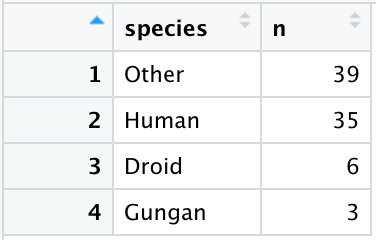 species n
1 Other 39
2 Human 35
3 Droid 6
4 Gungan 3